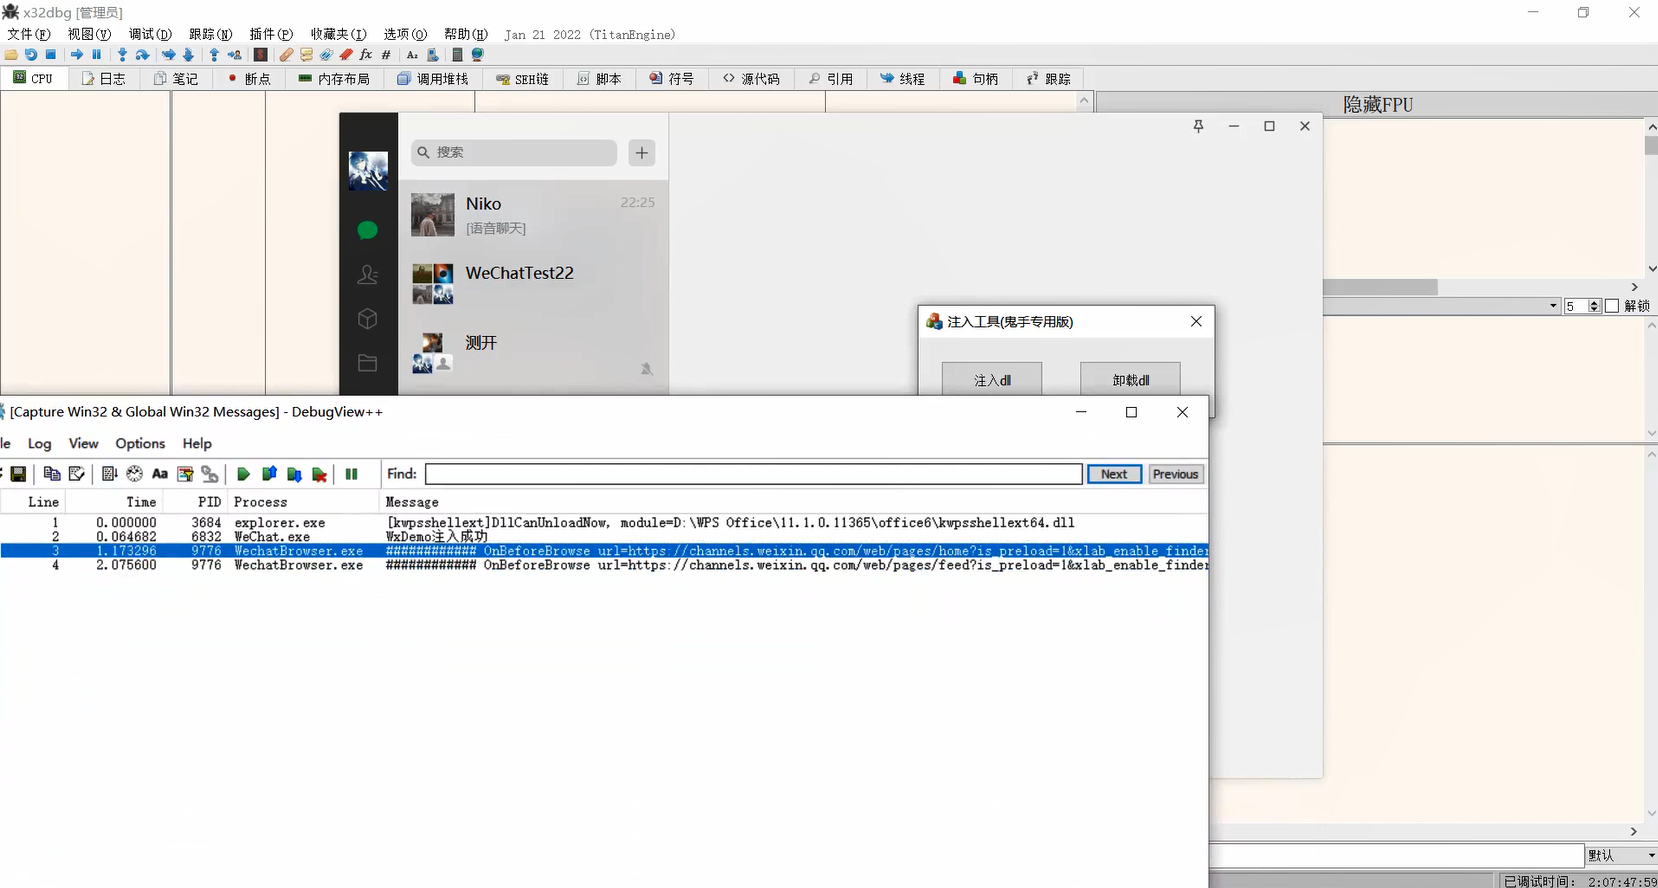 x32dbg [管理员]
文件(F) 视图(V) 调试(D) 跟踪(N) 插件(P) 收藏夹(I) 选项(O) 帮助(H) Jan 21 2022 (TitanEngine)
CPU 日志 笔记 断点 内存布局 调用堆栈 SEH链 脚本 符号 源代码 引用 线程 句柄 跟踪
隐藏FPU
搜索
Niko 22:25
[语音聊天]
WeChatTest22
测开
5 解锁
注入工具(鬼手专用版)
注入dll 卸载dll
[Capture Win32 & Global Win32 Messages] - DebugView++
le Log View Options Help
Find: Next Previous
Line Time PID Process Message
1 0.000000 3684 explorer.exe [kwpsshellext]DllCanUnloadNow, module=D:\WPS Office\11.1.0.11365\office6\kwpsshellext64.dll
2 0.064682 6832 WeChat.exe WxDemo注入成功
3 1.173296 9776 WechatBrowser.exe ############ OnBeforeBrowse url=https://channels.weixin.qq.com/web/pages/home?is_preload=1&xlab_enable_finder
4 2.075600 9776 WechatBrowser.exe ############ OnBeforeBrowse url=https://channels.weixin.qq.com/web/pages/feed?is_preload=1&xlab_enable_finder
默认
已调试时间: 2:07:47:59